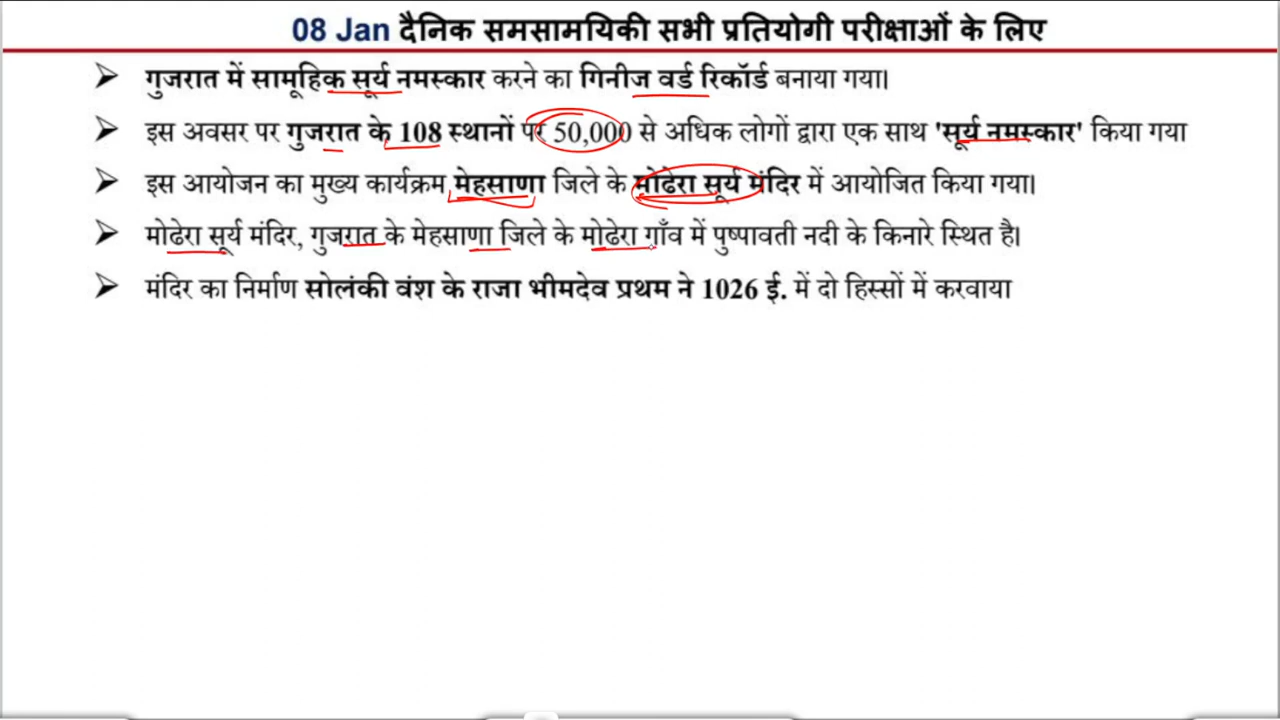 08 Jan दैनिक समसामयिकी सभी प्रतियोगी परीक्षाओं के लिए
➢ गुजरात में सामूहिक सूर्य नमस्कार करने का गिनीज वर्ड रिकॉर्ड बनाया गया।
➢ इस अवसर पर गुजरात के 108 स्थानों पर 50,000 से अधिक लोगों द्वारा एक साथ 'सूर्य नमस्कार' किया गया
➢ इस आयोजन का मुख्य कार्यक्रम मेहसाणा जिले के मोढेरा सूर्य मंदिर में आयोजित किया गया।
➢ मोढेरा सूर्य मंदिर, गुजरात के मेहसाणा जिले के मोढेरा गाँव में पुष्पावती नदी के किनारे स्थित है।
➢ मंदिर का निर्माण सोलंकी वंश के राजा भीमदेव प्रथम ने 1026 ई. में दो हिस्सों में करवाया